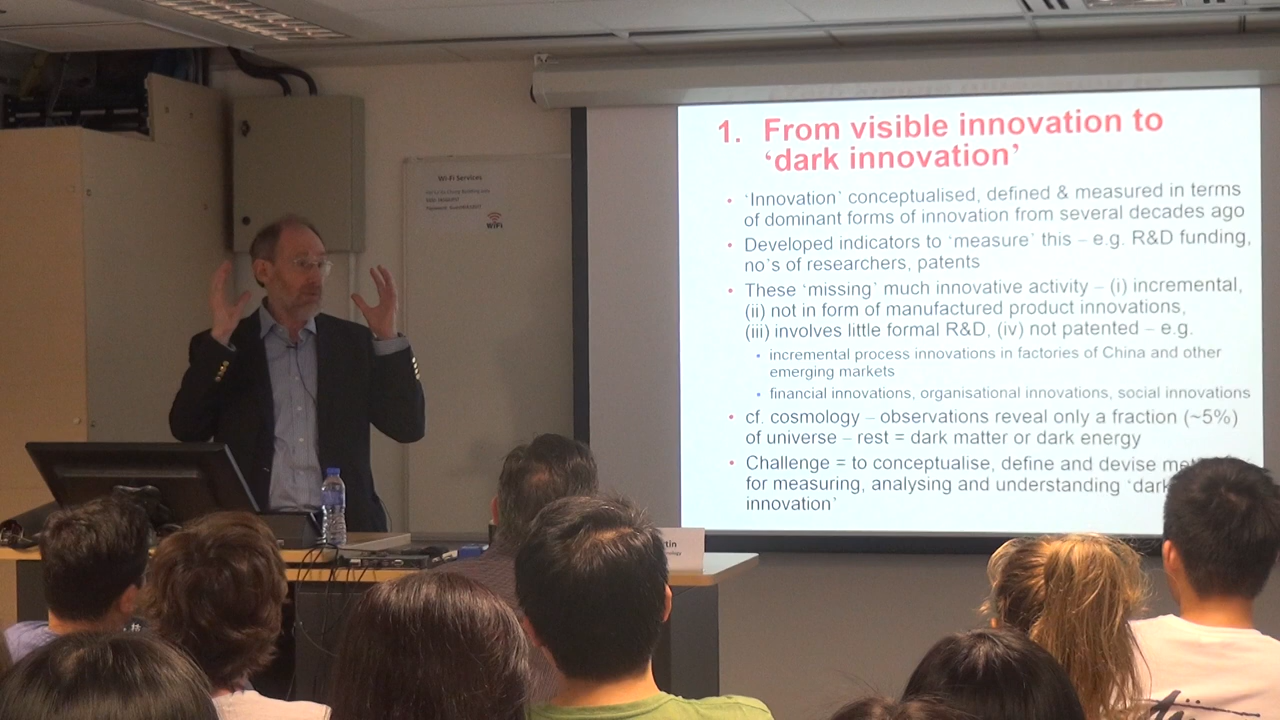 Wi-Fi Services
WiFi
1. From visible innovation to
‘dark innovation’
• ‘Innovation’ conceptualised, defined & measured in terms
of dominant forms of innovation from several decades ago
• Developed indicators to ‘measure’ this – e.g. R&D funding,
no’s of researchers, patents
• These ‘missing’ much innovative activity – (i) incremental,
(ii) not in form of manufactured product innovations,
(iii) involves little formal R&D, (iv) not patented – e.g.
• incremental process innovations in factories of China and other
emerging markets
• financial innovations, organisational innovations, social innovations
• cf. cosmology – observations reveal only a fraction (~5%)
of universe – rest = dark matter or dark energy
• Challenge = to conceptualise, define and devise
for measuring, analysing and understanding ‘dark
innovation’